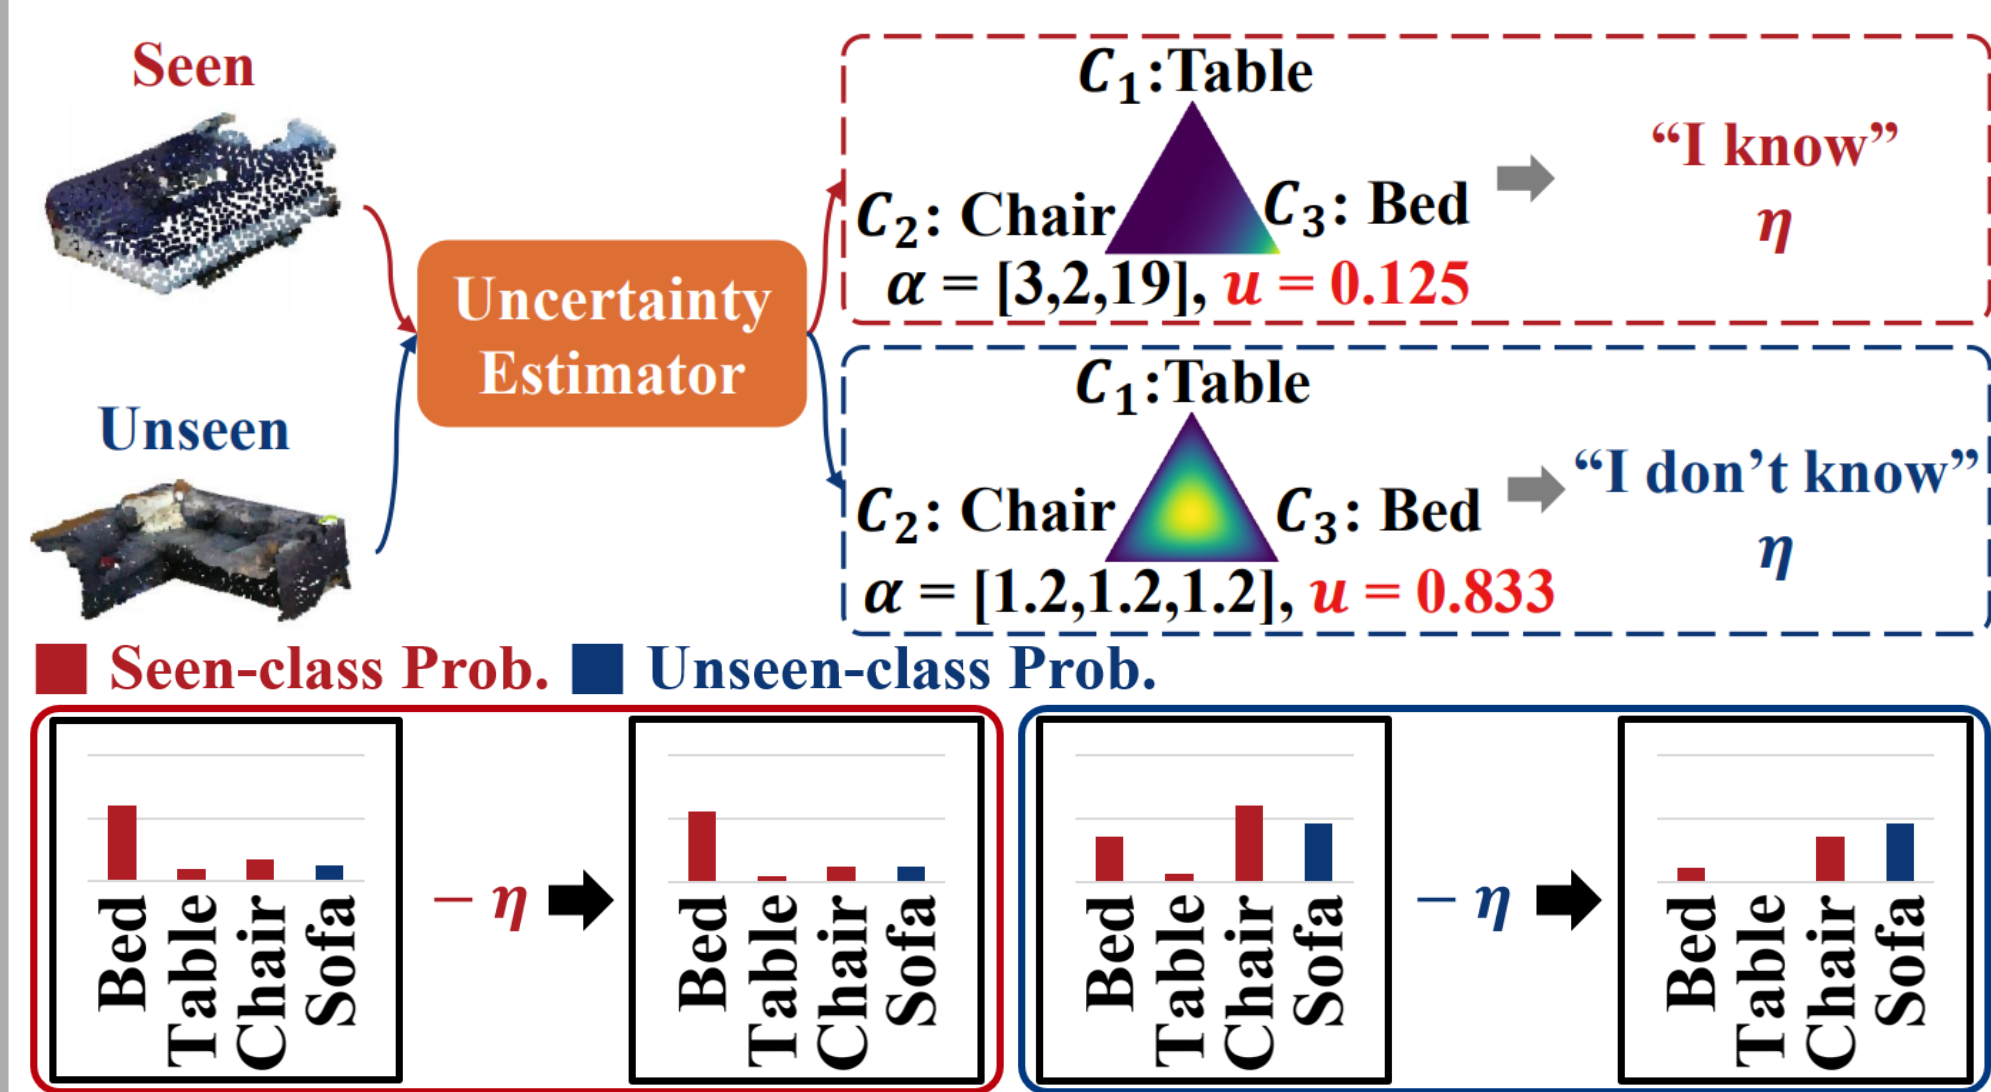 Seen
Unseen
Uncertainty
Estimator
C₁:Table
C₂: Chair
C₃: Bed
α = [3,2,19], u = 0.125
“I know”
η
C₁:Table
C₂: Chair
C₃: Bed
α = [1.2,1.2,1.2], u = 0.833
“I don’t know”
η
Seen-class Prob.
Unseen-class Prob.
Bed
Table
Chair
Sofa
− η
Bed
Table
Chair
Sofa
Bed
Table
Chair
Sofa
− η
Bed
Table
Chair
Sofa